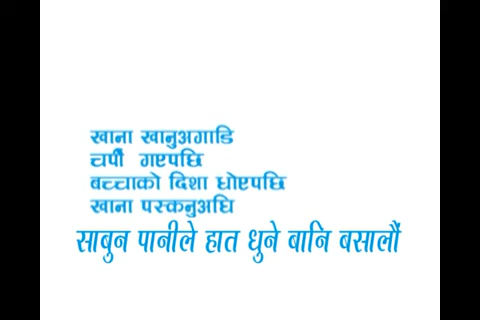 खाना खानुअगाडि
चर्पी गएपछि
बच्चाको दिशा धोएपछि
खाना पस्कनुअघि
साबुन पानीले हात धुने बानि बसालौं